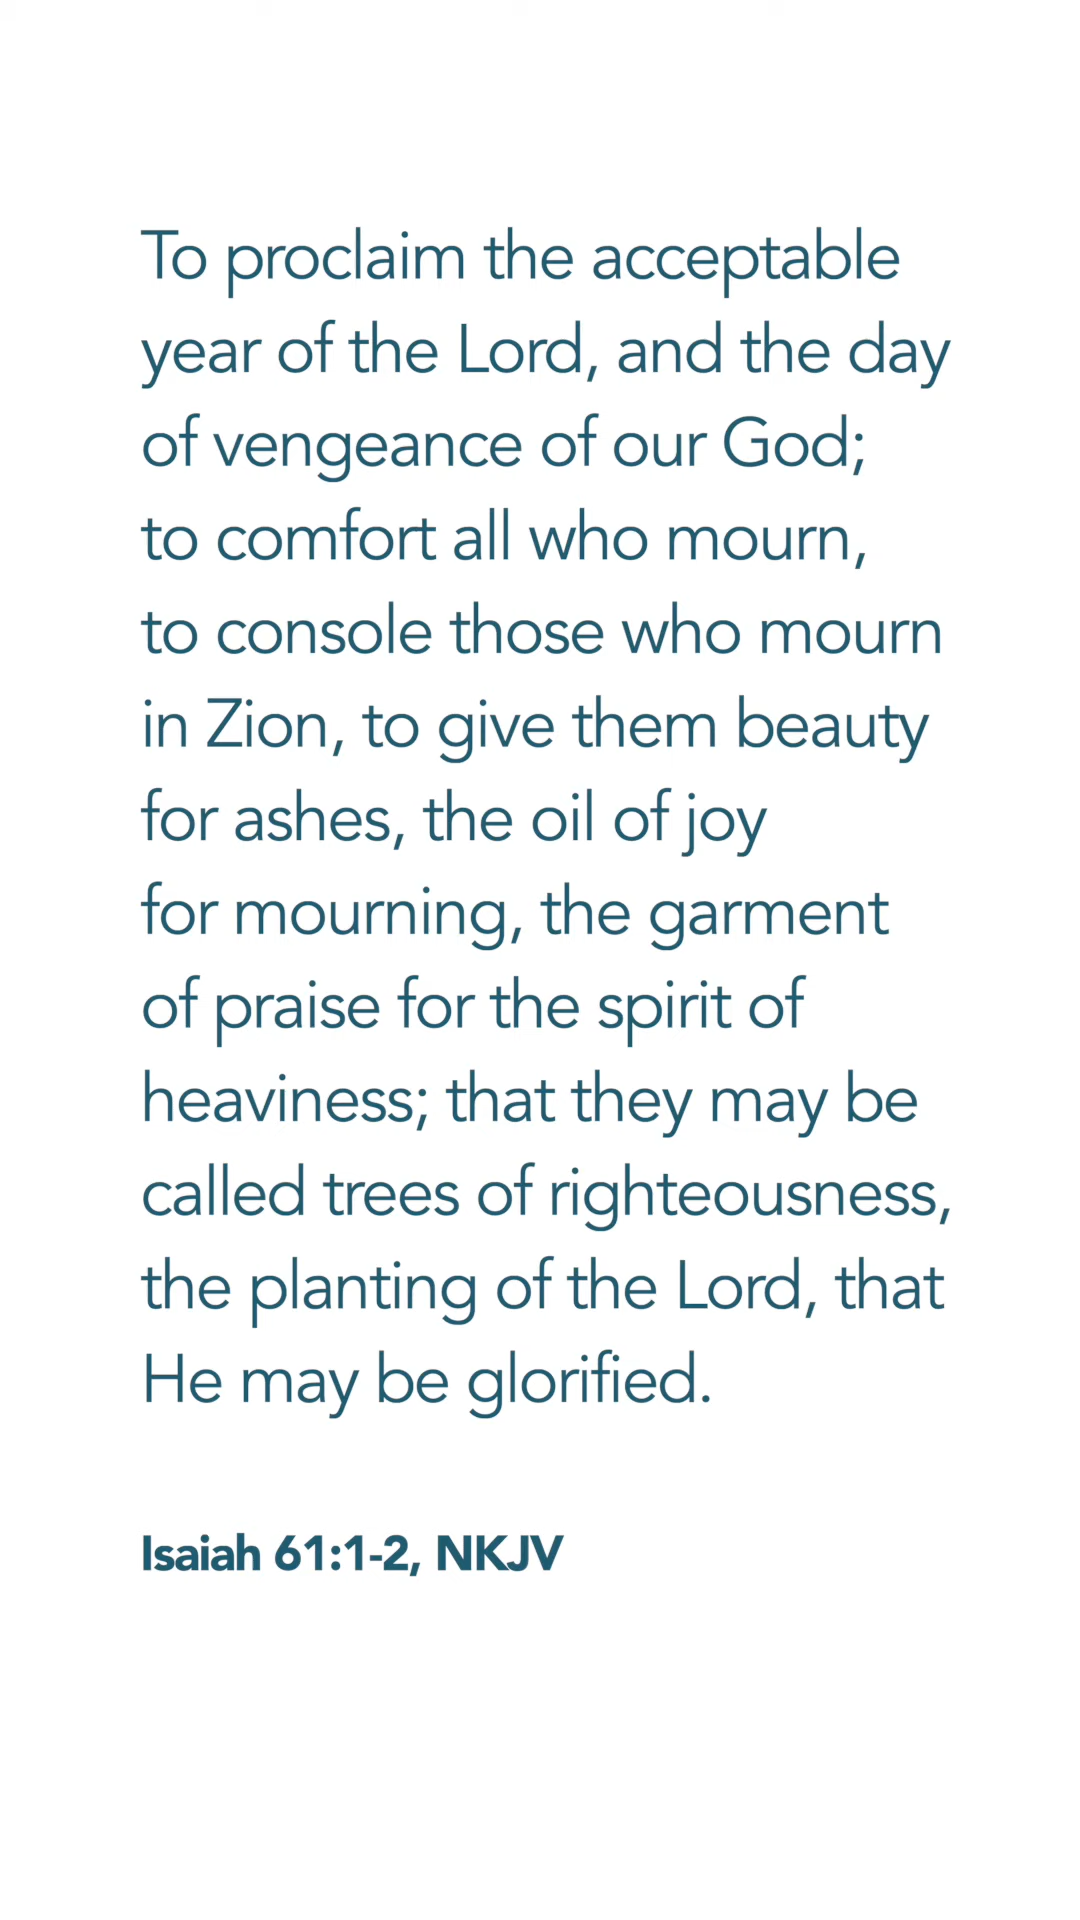 To proclaim the acceptable
year of the Lord, and the day
of vengeance of our God;
to comfort all who mourn,
to console those who mourn
in Zion, to give them beauty
for ashes, the oil of joy
for mourning, the garment
of praise for the spirit of
heaviness; that they may be
called trees of righteousness,
the planting of the Lord, that
He may be glorified.
Isaiah 61:1-2, NKJV